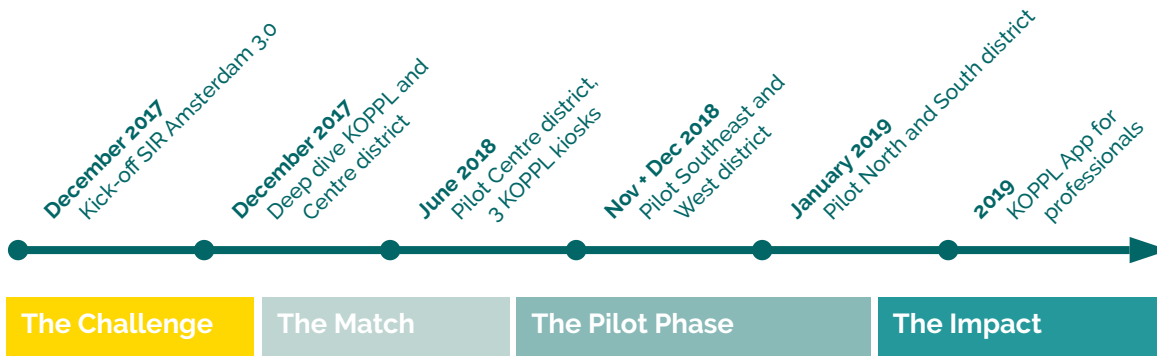 December 2017
Kick-off SIR Amsterdam 3.0
December 2017
Deep dive KOPPL and
Centre district
June 2018
Pilot Centre district,
3 KOPPL kiosks
Nov + Dec 2018
Pilot Southeast and
West district
January 2019
Pilot North and South district
2019
KOPPL App for
professionals
The Challenge
The Match
The Pilot Phase
The Impact